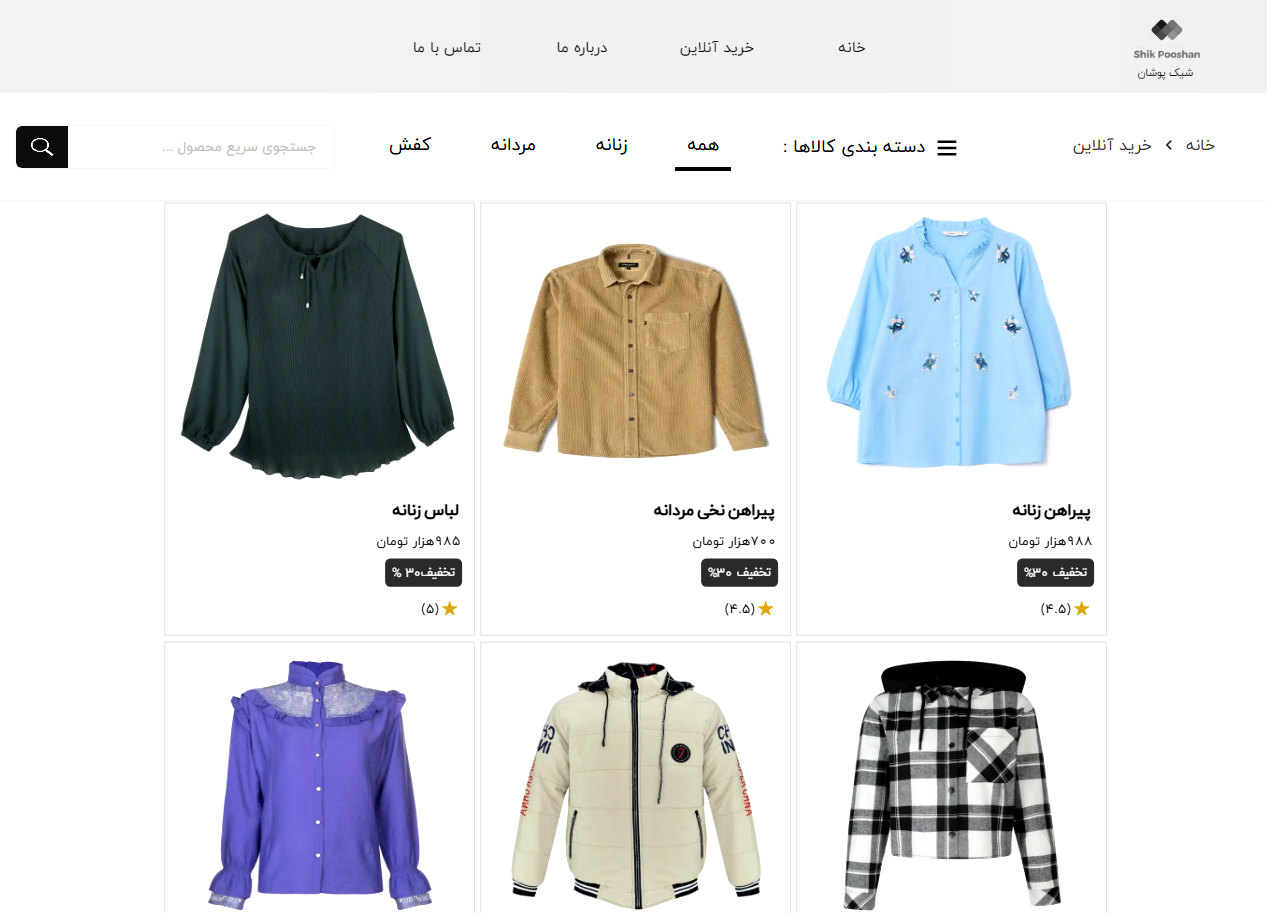 Shik Pooshan
شیک پوشان
خانه
خرید آنلاین
درباره ما
تماس با ما
خانه
خرید آنلاین
دسته بندی کالاها :
همه
زنانه
مردانه
کفش
جستجوی سریع محصول ...
پیراهن زنانه
۹۸۸هزار تومان
تخفیف ۳۰%
(۴.۵)
پیراهن نخی مردانه
۷۰۰هزار تومان
تخفیف ۳۰%
(۴.۵)
لباس زنانه
۹۸۵هزار تومان
تخفیف۳۰ %
(۵)